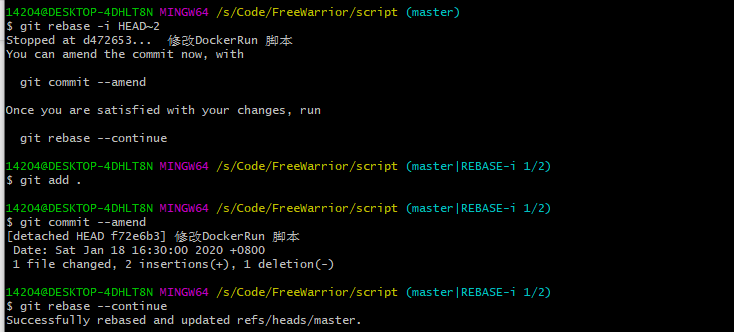 14204@DESKTOP-4DHLT8N MINGW64 /s/Code/FreeWarrior/script (master)
$ git rebase -i HEAD~2
Stopped at d472653... 修改DockerRun 脚本
You can amend the commit now, with
git commit --amend
Once you are satisfied with your changes, run
git rebase --continue
14204@DESKTOP-4DHLT8N MINGW64 /s/Code/FreeWarrior/script (master|REBASE-i 1/2)
$ git add .
14204@DESKTOP-4DHLT8N MINGW64 /s/Code/FreeWarrior/script (master|REBASE-i 1/2)
$ git commit --amend
[detached HEAD f72e6b3] 修改DockerRun 脚本
Date: Sat Jan 18 16:30:00 2020 +0800
1 file changed, 2 insertions(+), 1 deletion(-)
14204@DESKTOP-4DHLT8N MINGW64 /s/Code/FreeWarrior/script (master|REBASE-i 1/2)
$ git rebase --continue
Successfully rebased and updated refs/heads/master.